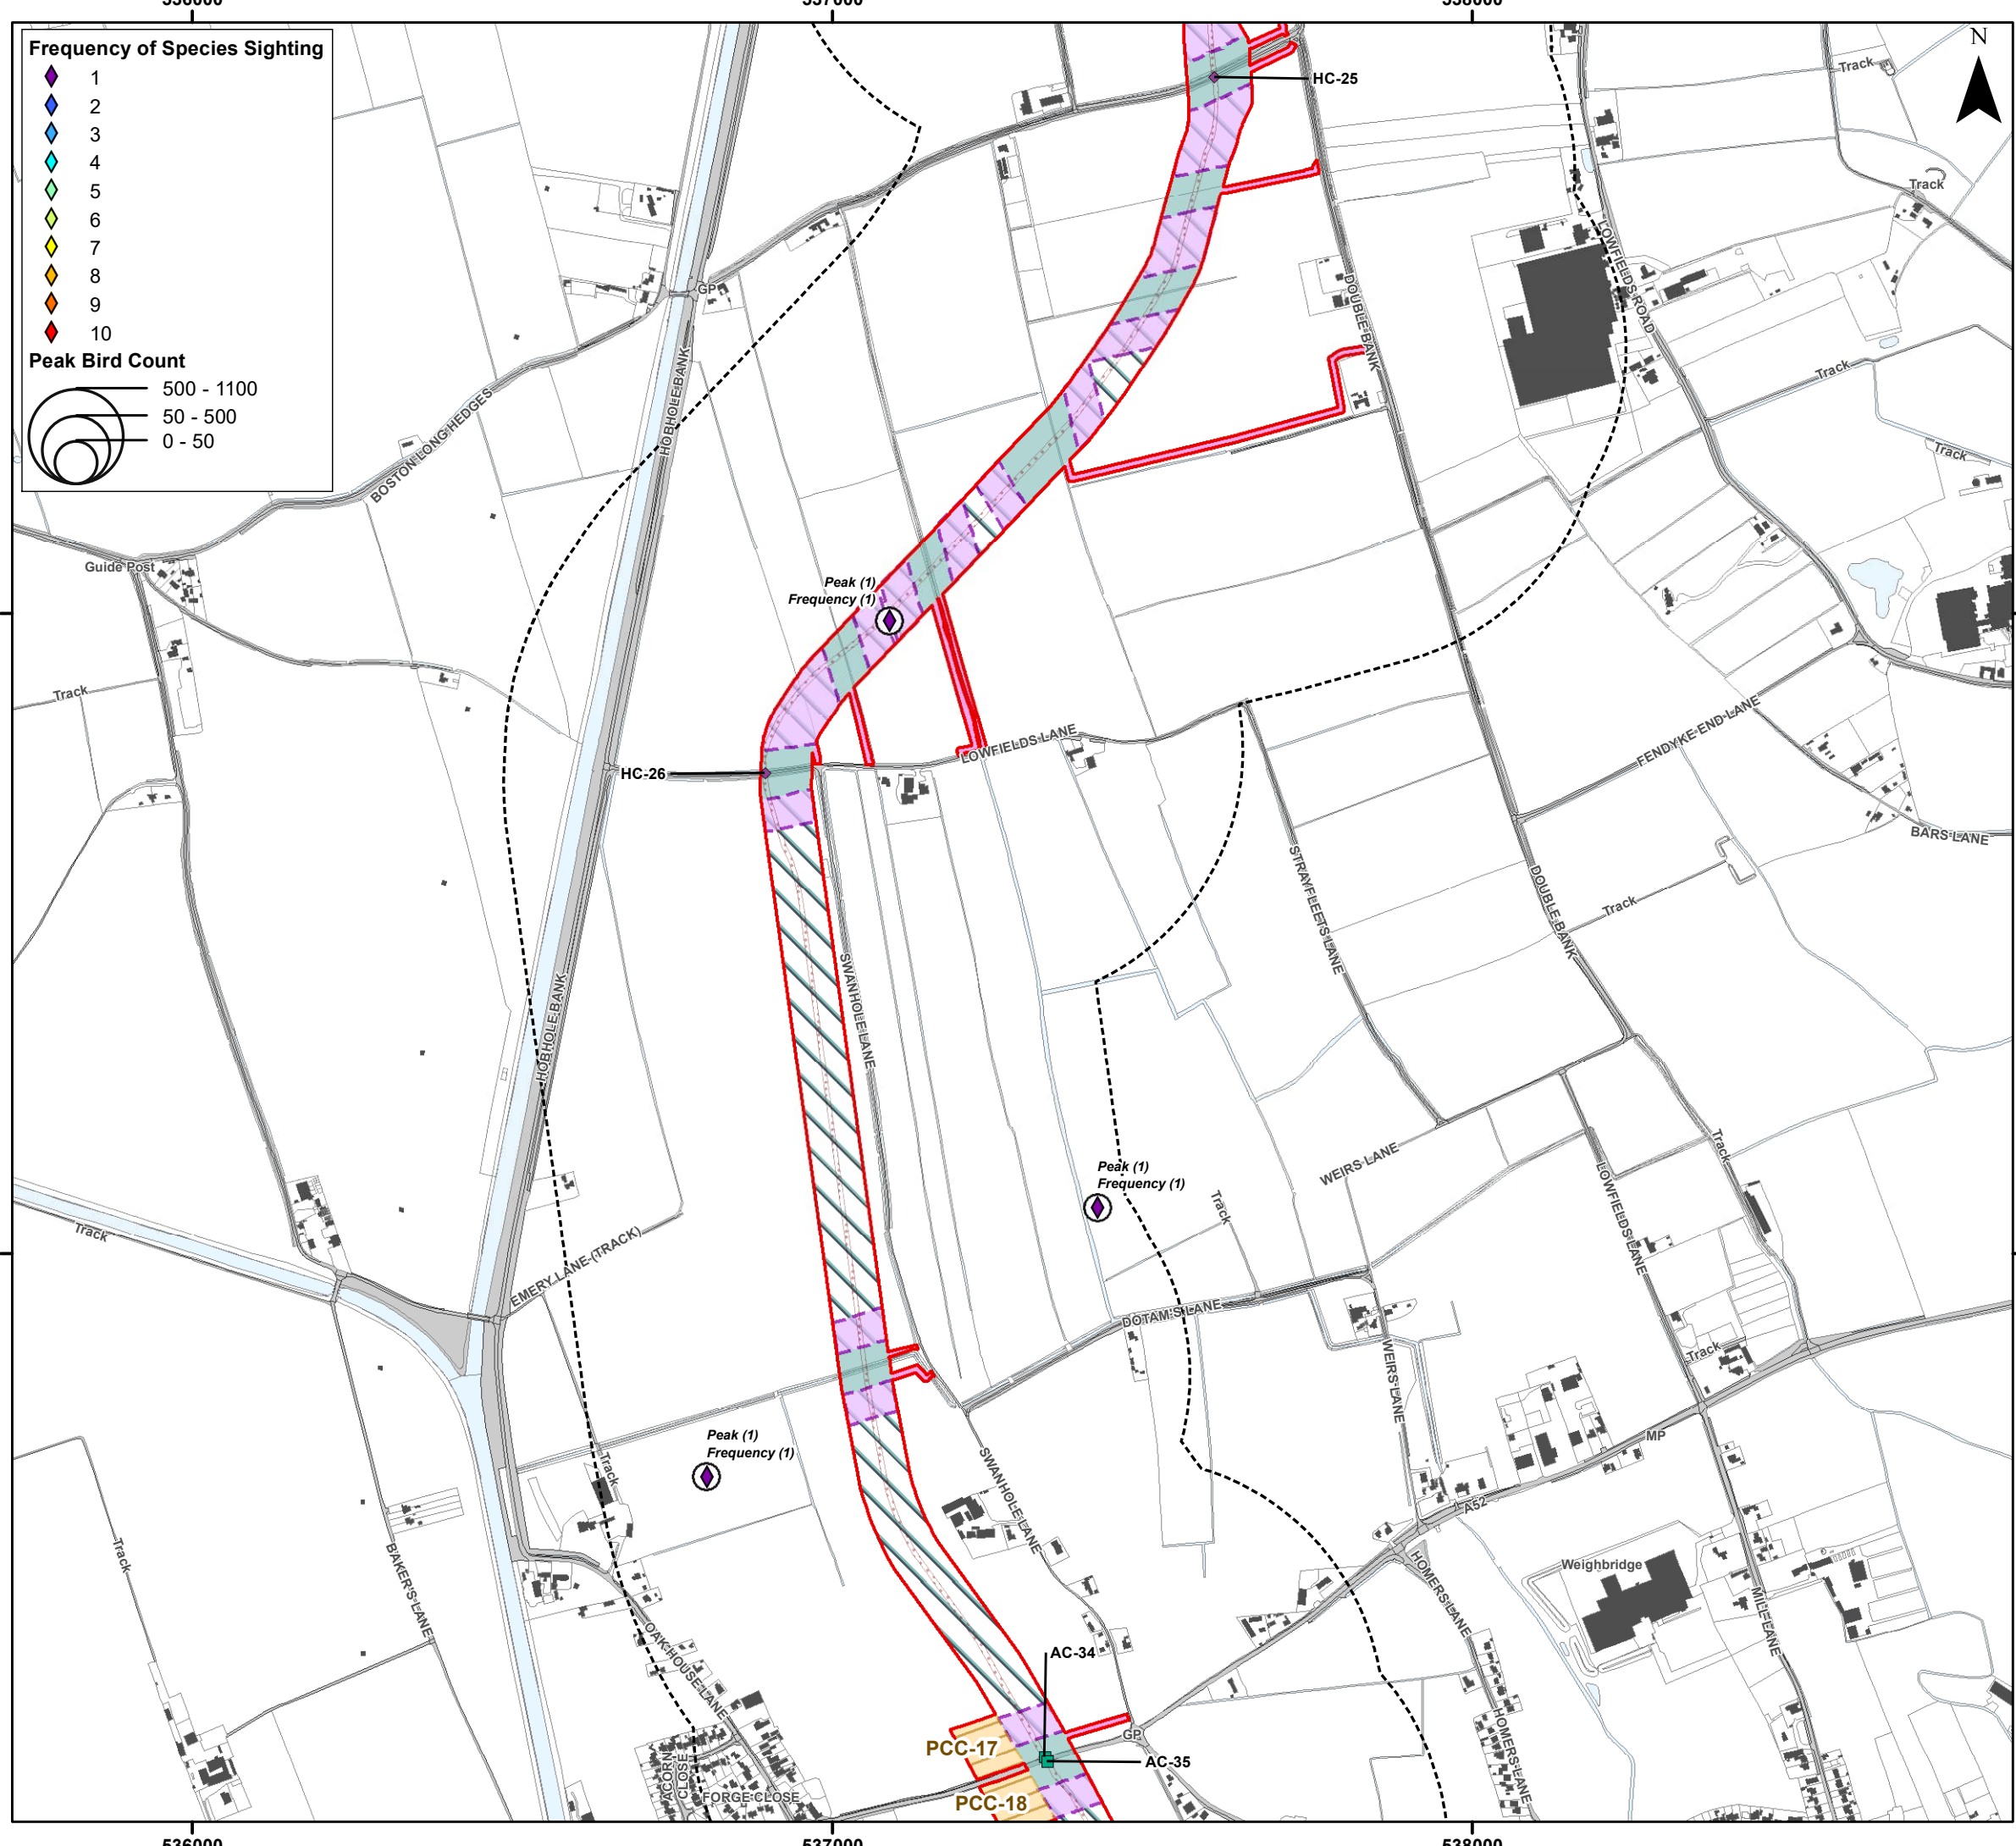 536000
537000
538000
Frequency of Species Sighting
1
2
3
4
5
6
7
8
9
10
Peak Bird Count
500 - 1100
50 - 500
0 - 50
N
HC-25
Track
Track
LOWFIELDS ROAD
GP
DOUBLE BANK
HOBHOLE BANK
BOSTON LONG HEDGES
Track
Track
Guide Post
Peak (1)
Frequency (1)
Track
LOWFIELDS LANE
FENDYKE END LANE
HC-26
BARS LANE
STRAYFLEETS LANE
DOUBLE BANK
Track
SWANHOLE LANE
HOBHOLE BANK
Peak (1)
Frequency (1)
WEIRS LANE
Track
Track
LOWFIELDS LANE
Track
EMERY LANE (TRACK)
DOTAM'S LANE
WEIRS LANE
Track
Peak (1)
Frequency (1)
MP
Track
SWANHOLE LANE
A52
Track
BAKER'S LANE
HOMERS LANE
Weighbridge
MILL LANE
OAK HOUSE LANE
AC-34
PCC-17
GP
HOMERS LANE
AC-35
ACORN
CLOSE
FORGE CLOSE
PCC-18
536000
537000
538000